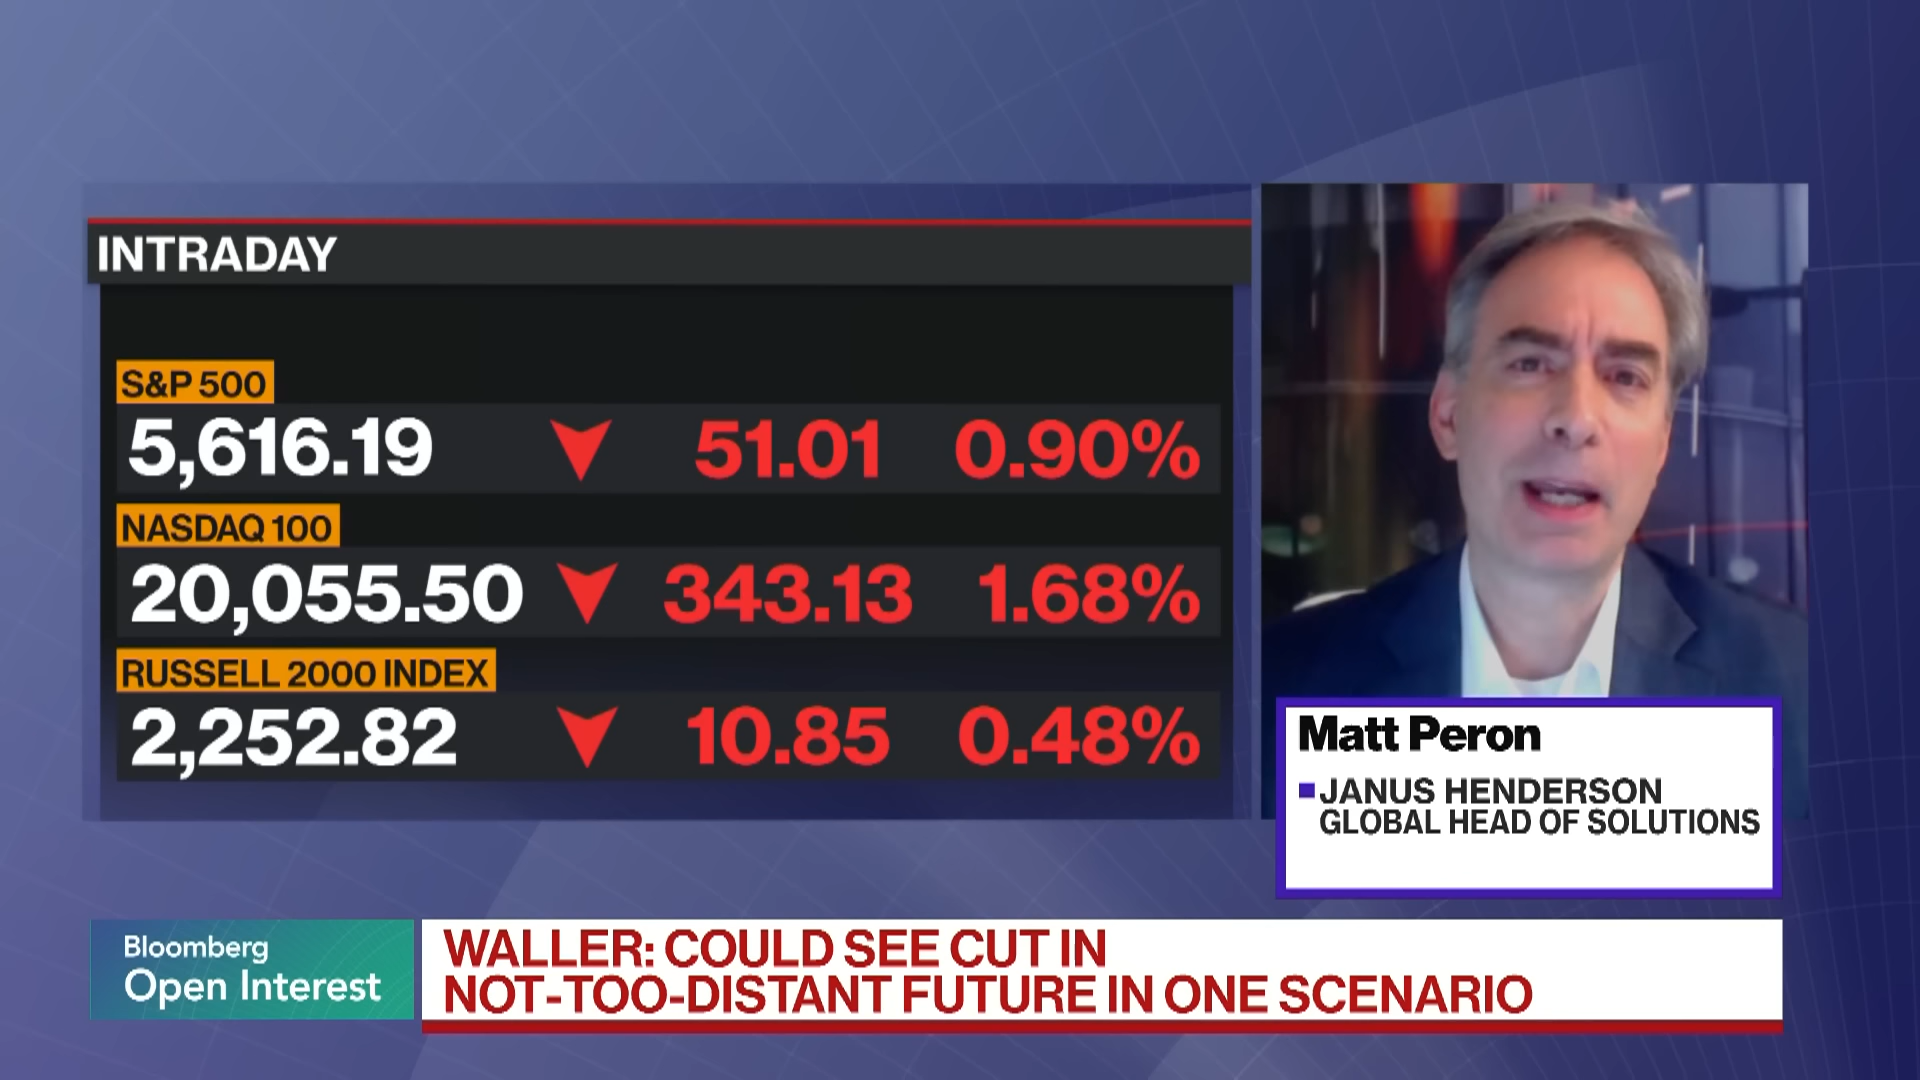 INTRADAY
S&P 500
5,616.19 ▼ 51.01 0.90%
NASDAQ 100
20,055.50 ▼ 343.13 1.68%
RUSSELL 2000 INDEX
2,252.82 ▼ 10.85 0.48%
Matt Peron
JANUS HENDERSON
GLOBAL HEAD OF SOLUTIONS
Bloomberg
Open Interest
WALLER: COULD SEE CUT IN
NOT-TOO-DISTANT FUTURE IN ONE SCENARIO